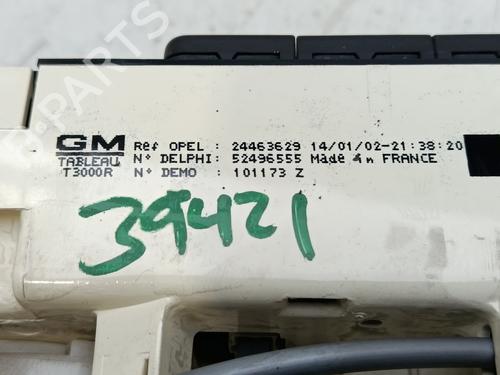 GM Ref OPEL : 24463629 14/01/02-21:38:20
TABLEAU N° DELPHI: 52496555 Made in FRANCE
T3000R N° DEMO : 101173 Z
39421